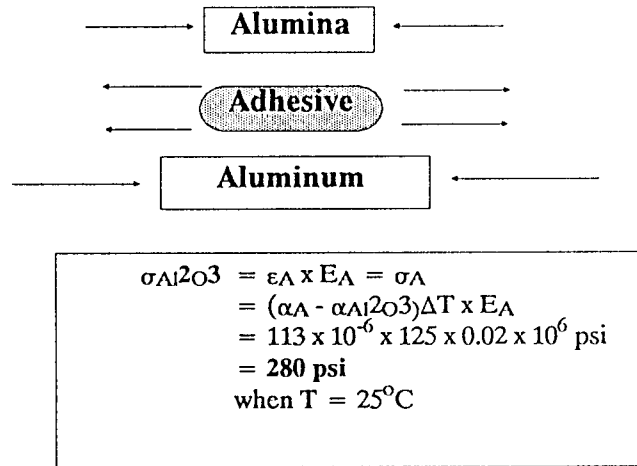 Alumina
Adhesive
Aluminum
σAl2O3 = εA x EA = σA
= (αA - αAl2O3)ΔT x EA
= 113 x 10⁻⁶ x 125 x 0.02 x 10⁶ psi
= 280 psi
when T = 25°C